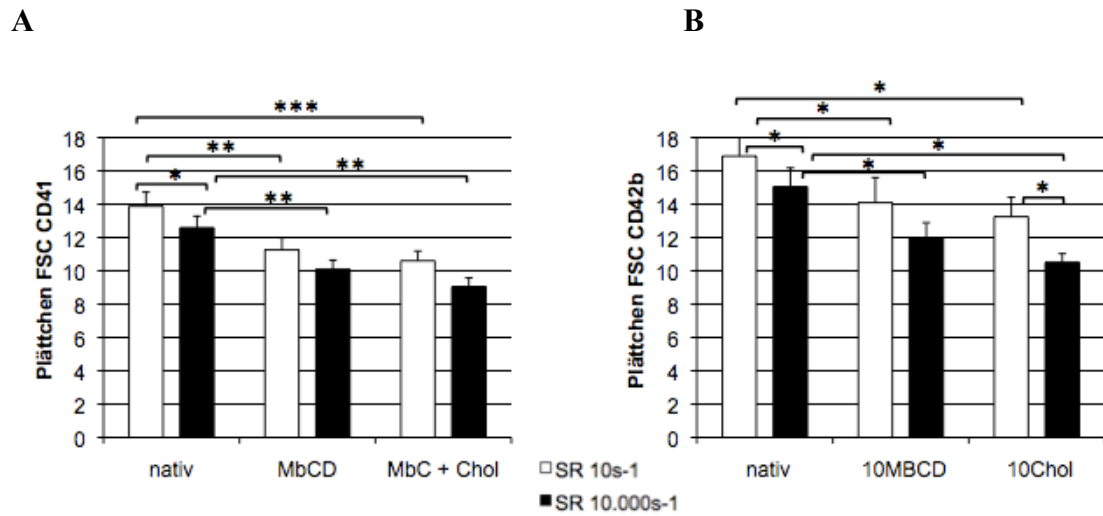 A
B
***
**
*
**
**
*
*
*
*
*
*
Plättchen FSC CD41
18
16
14
12
10
8
6
4
2
0
nativ
MbCD
MbC + Chol
Plättchen FSC CD42b
18
16
14
12
10
8
6
4
2
0
nativ
10MBCD
10Chol
SR 10s-1
SR 10.000s-1